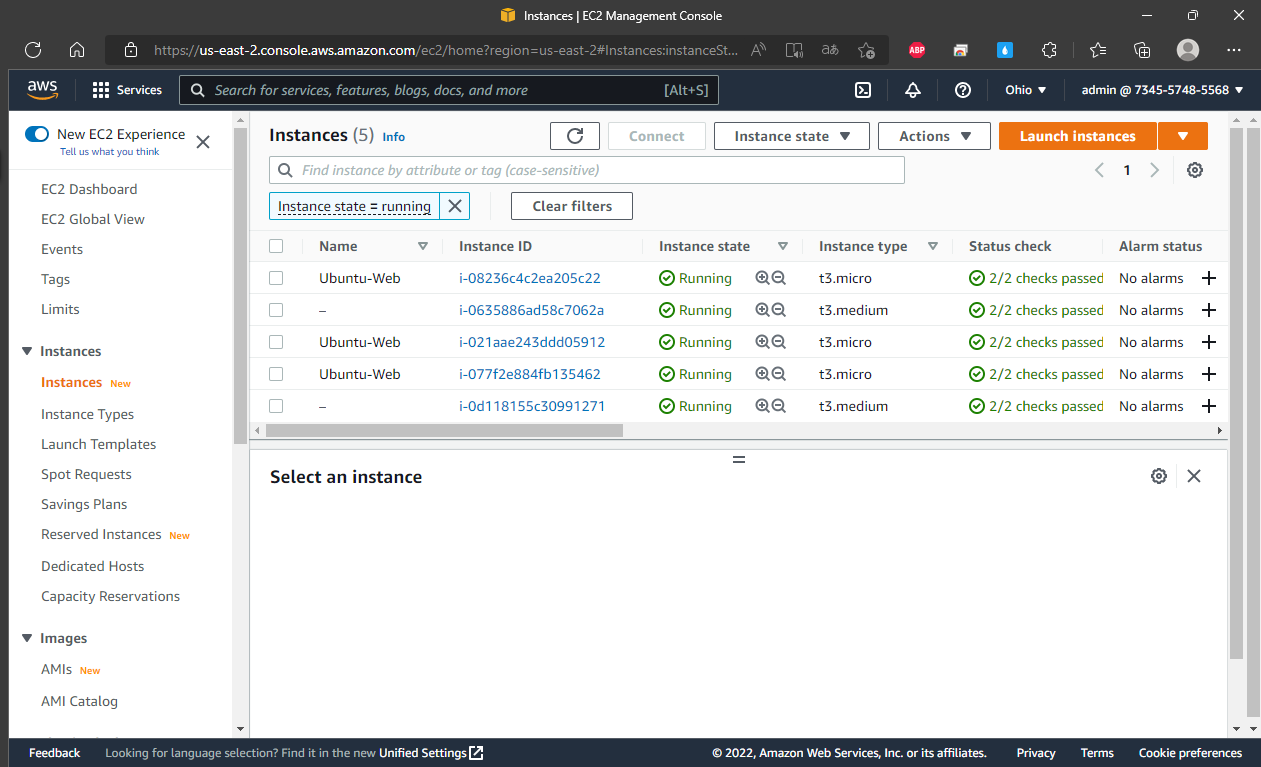 Instances | EC2 Management Console
https://us-east-2.console.aws.amazon.com/ec2/home?region=us-east-2#Instances:instanceSt...
ABP
aws
Services
Search for services, features, blogs, docs, and more
[Alt+S]
Ohio
admin @ 7345-5748-5568
New EC2 Experience
Tell us what you think
EC2 Dashboard
EC2 Global View
Events
Tags
Limits
Instances
Instances New
Instance Types
Launch Templates
Spot Requests
Savings Plans
Reserved Instances New
Dedicated Hosts
Capacity Reservations
Images
AMIs New
AMI Catalog
Instances (5) Info
Connect
Instance state
Actions
Launch instances
Find instance by attribute or tag (case-sensitive)
1
Instance state = running
Clear filters
Name Instance ID Instance state Instance type Status check Alarm status
Ubuntu-Web i-08236c4c2ea205c22 Running t3.micro 2/2 checks passed No alarms
– i-0635886ad58c7062a Running t3.medium 2/2 checks passed No alarms
Ubuntu-Web i-021aae243ddd05912 Running t3.micro 2/2 checks passed No alarms
Ubuntu-Web i-077f2e884fb135462 Running t3.micro 2/2 checks passed No alarms
– i-0d118155c30991271 Running t3.medium 2/2 checks passed No alarms
Select an instance
Feedback
Looking for language selection? Find it in the new Unified Settings
© 2022, Amazon Web Services, Inc. or its affiliates.
Privacy
Terms
Cookie preferences